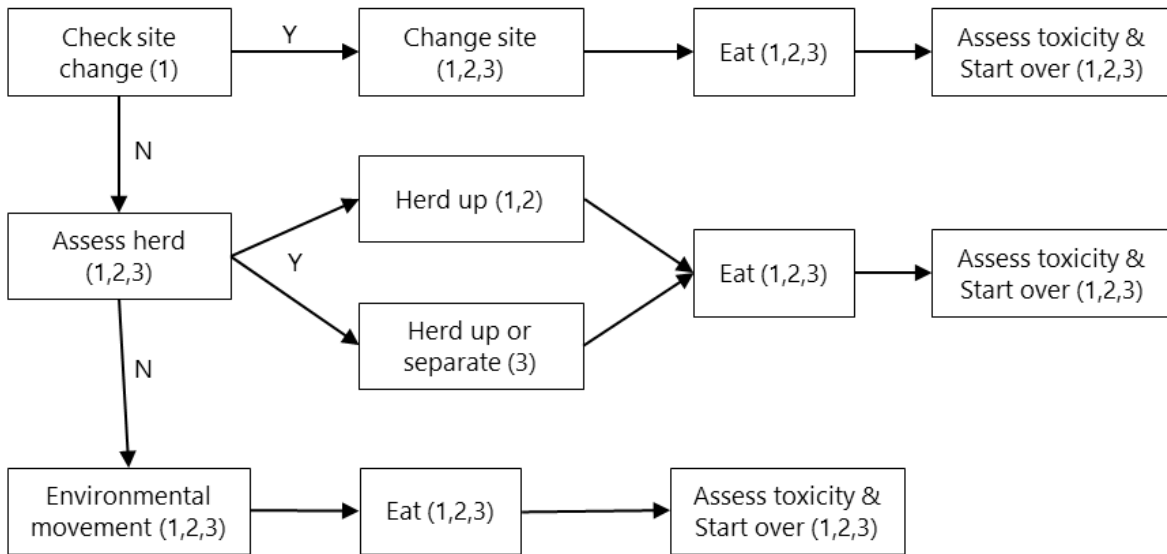 Check site
change (1)
Y
Change site
(1,2,3)
Eat (1,2,3)
Assess toxicity &
Start over (1,2,3)
N
Assess herd
(1,2,3)
Y
Herd up (1,2)
Herd up or
separate (3)
Eat (1,2,3)
Assess toxicity &
Start over (1,2,3)
N
Environmental
movement (1,2,3)
Eat (1,2,3)
Assess toxicity &
Start over (1,2,3)